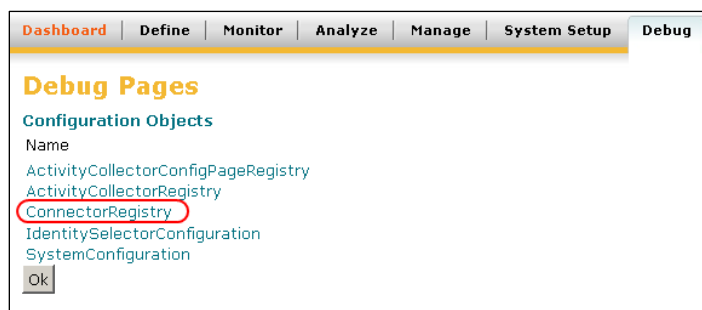 Dashboard | Define | Monitor | Analyze | Manage | System Setup | Debug
Debug Pages
Configuration Objects
Name
ActivityCollectorConfigPageRegistry
ActivityCollectorRegistry
ConnectorRegistry
IdentitySelectorConfiguration
SystemConfiguration
Ok